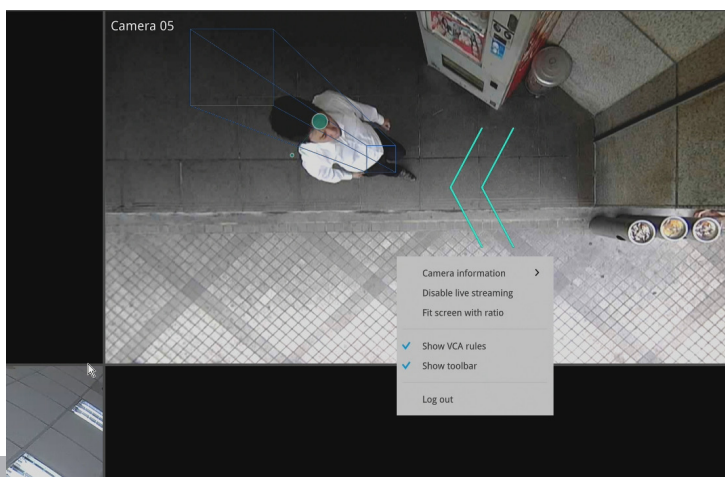 Camera 05
Camera information
Disable live streaming
Fit screen with ratio
Show VCA rules
Show toolbar
Log out